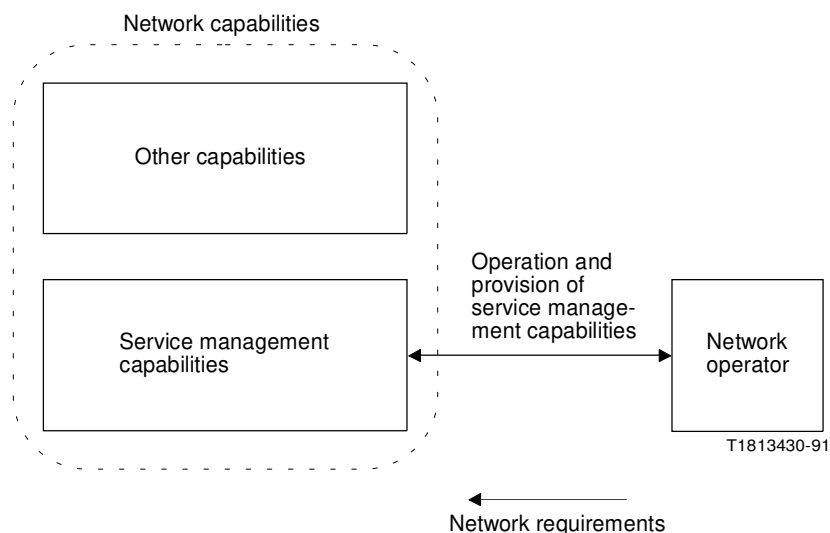 Network capabilities
Other capabilities
Operation and
provision of
service manage-
ment capabilities
Service management
capabilities
Network
operator
T1813430-91
Network requirements